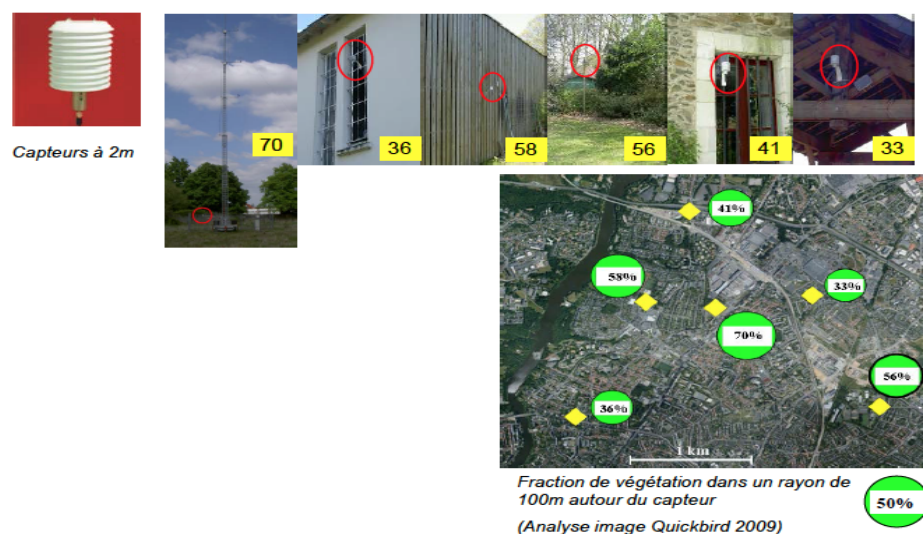 Capteurs à 2m
70
36
58
56
41
33
41%
58%
33%
70%
56%
36%
1 km
Fraction de végétation dans un rayon de
100m autour du capteur
(Analyse image Quickbird 2009)
50%